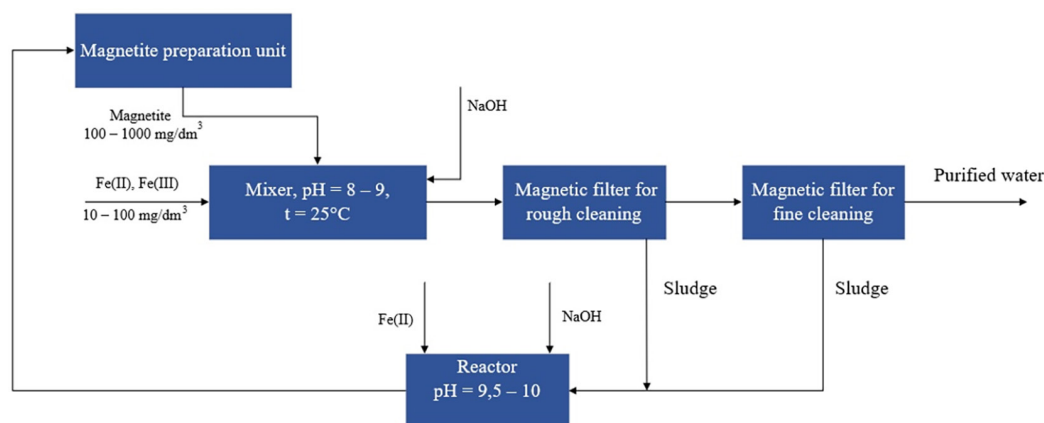 Magnetite preparation unit
Magnetite
100 – 1000 mg/dm³
NaOH
Fe(II), Fe(III)
10 – 100 mg/dm³
Mixer, pH = 8 – 9,
t = 25°C
Magnetic filter for
rough cleaning
Magnetic filter for
fine cleaning
Purified water
Sludge
Sludge
Fe(II)
NaOH
Reactor
pH = 9,5 – 10